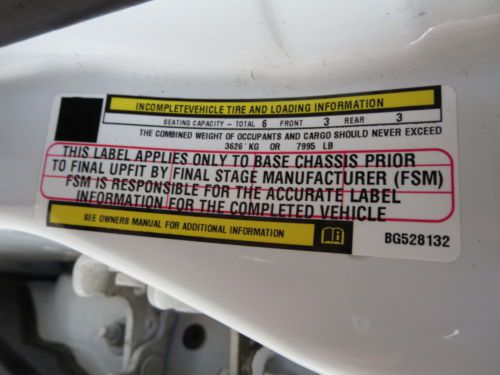 INCOMPLETEVEHICLE TIRE AND LOADING INFORMATION
SEATING CAPACITY - TOTAL 6 FRONT 3 REAR 3
THE COMBINED WEIGHT OF OCCUPANTS AND CARGO SHOULD NEVER EXCEED
3626 KG OR 7995 LB
THIS LABEL APPLIES ONLY TO BASE CHASSIS PRIOR
TO FINAL UPFIT BY FINAL STAGE MANUFACTURER (FSM)
FSM IS RESPONSIBLE FOR THE ACCURATE LABEL
INFORMATION FOR THE COMPLETED VEHICLE
SEE OWNERS MANUAL FOR ADDITIONAL INFORMATION
BG528132